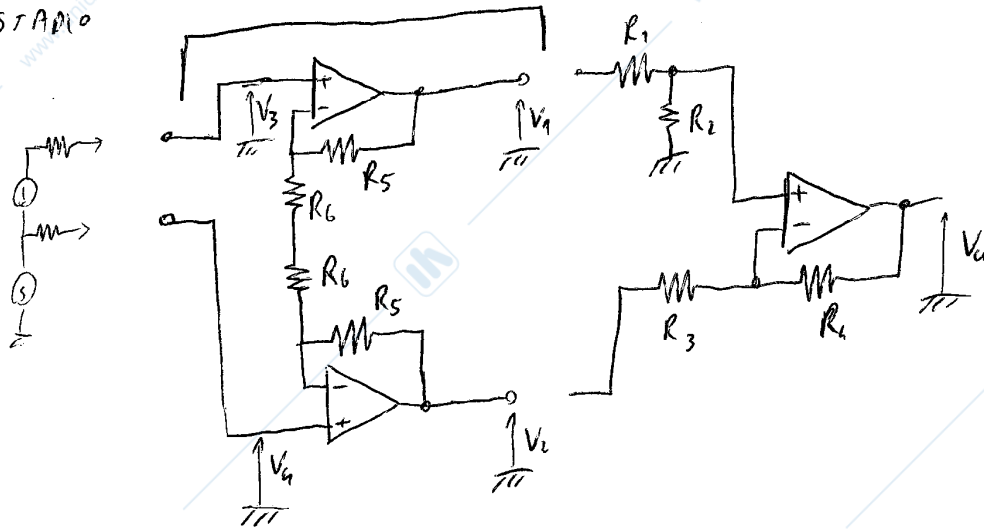 STADIO
R1
R2
V3
V1
R5
R6
R6
R5
R3
R4
Vu
V2
V4
+
-
-
+
+
-